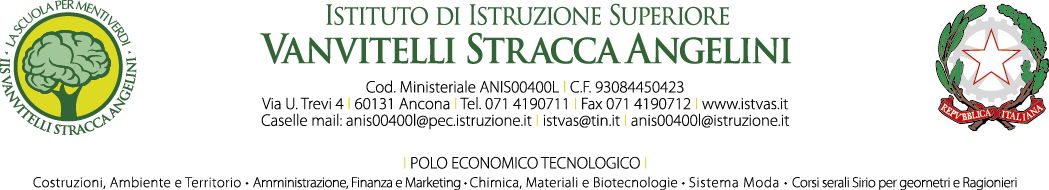 · LA SCUOLA PER MENTI VERDI ·
IIS VANVITELLI STRACCA ANGELINI
ISTITUTO DI ISTRUZIONE SUPERIORE
VANVITELLI STRACCA ANGELINI
Cod. Ministeriale ANIS00400L | C.F. 93084450423
Via U. Trevi 4 | 60131 Ancona | Tel. 071 4190711 | Fax 071 4190712 | www.istvas.it
Caselle mail: anis00400l@pec.istruzione.it | istvas@tin.it | anis00400l@istruzione.it
REPVBBLICA ITALIANA
| POLO ECONOMICO TECNOLOGICO |
Costruzioni, Ambiente e Territorio · Amministrazione, Finanza e Marketing · Chimica, Materiali e Biotecnologie · Sistema Moda · Corsi serali Sirio per geometri e Ragionieri